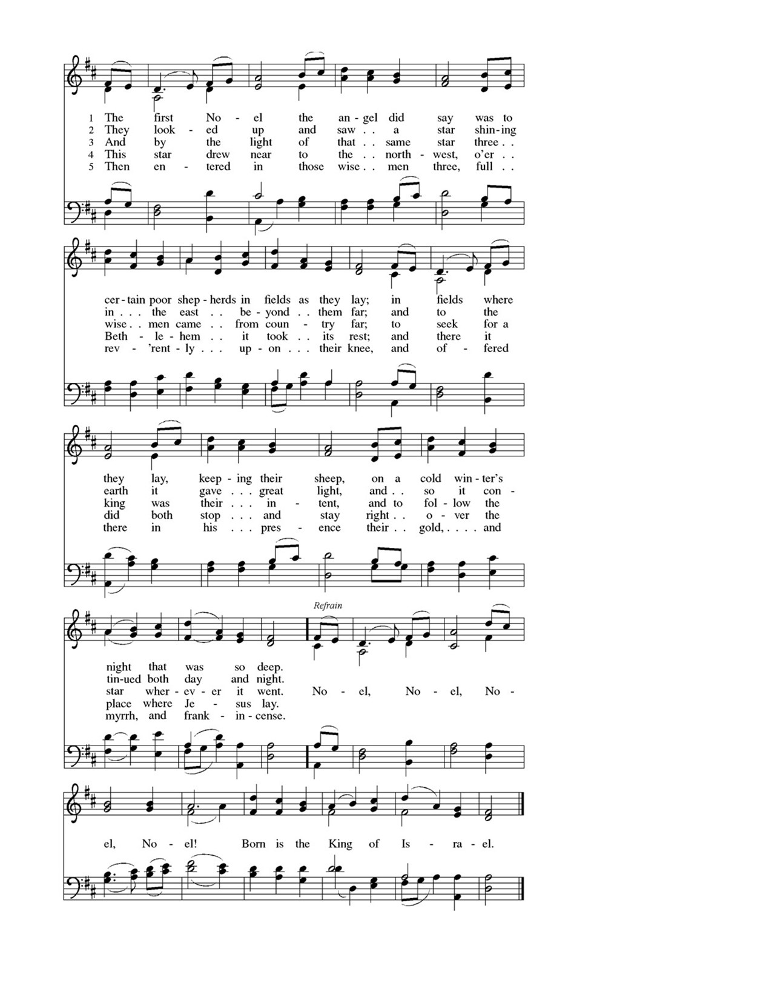 1 The first No - el the an - gel did say was to
2 They look - ed up and saw . . a star shin - ing
3 And by the light of that . . same star three . .
4 This star drew near to the . . north - west, o'er . .
5 Then en - tered in those wise . . men three, full . .
cer - tain poor shep - herds in fields as they lay; in fields where
in . . . the east . . be - yond . . them far; and to the
wise . . men came . . from coun - try far; to seek for a
Beth - le - hem . . it took . . its rest; and there it
rev - 'rent - ly . . . up - on . . . their knee, and of - fered
they lay, keep - ing their sheep, on a cold win - ter's
earth it gave . . . great light, and . . so it con -
king was their . . . in - tent, and to fol - low the
did both stop . . . and stay right . . o - ver the
there in his . . . pres - ence their . . gold, . . . . and
Refrain
night that was so deep.
tin - ued both day and night.
star wher - ev - er it went. No - el, No - el, No -
place where Je - sus lay.
myrrh, and frank - in - cense.
el, No - el! Born is the King of Is - ra - el.